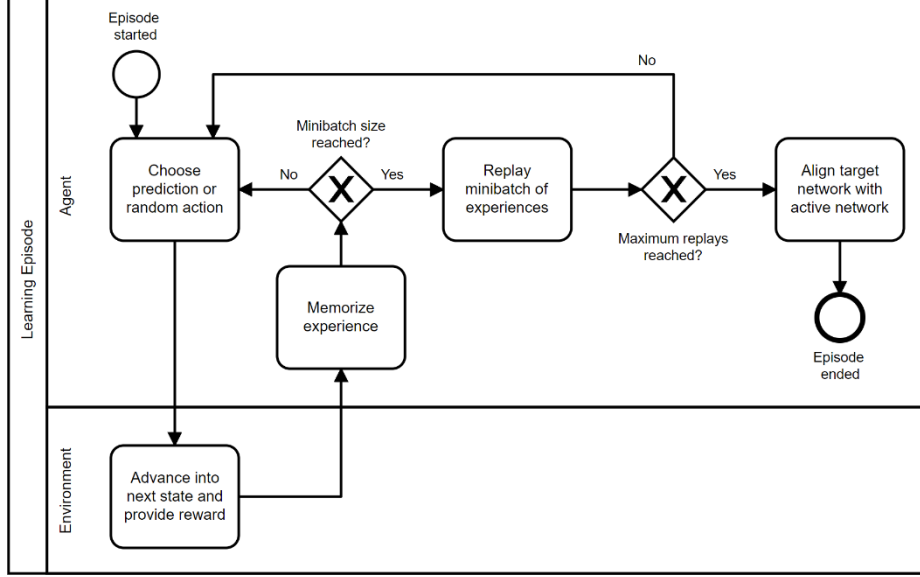 Episode
started
No
Minibatch size
reached?
Choose
prediction or
random action
No
Yes
Replay
minibatch of
experiences
Yes
Align target
network with
active network
Maximum replays
reached?
Memorize
experience
Episode
ended
Agent
Learning Episode
Environment
Advance into
next state and
provide reward